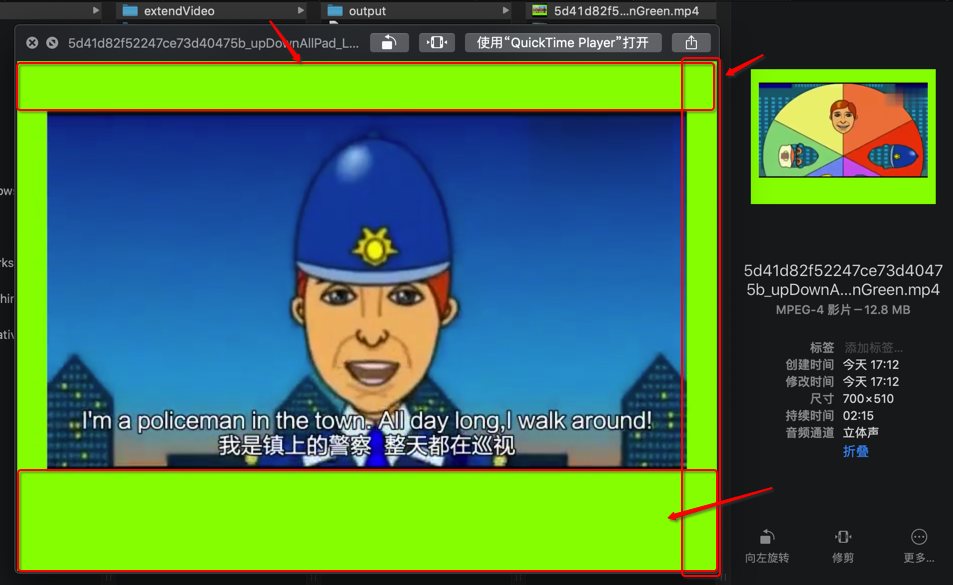 extendVideo
output
5d41d82f5...nGreen.mp4
5d41d82f52247ce73d40475b_upDownAllPad_L...
使用“QuickTime Player”打开
I'm a policeman in the town. All day long,I walk around!
我是镇上的警察 整天都在巡视
5d41d82f52247ce73d4047
5b_upDownA...nGreen.mp4
MPEG-4 影片 – 12.8 MB
标签 添加标签...
创建时间 今天 17:12
修改时间 今天 17:12
尺寸 700×510
持续时间 02:15
音频通道 立体声
折叠
向左旋转
修剪
更多...